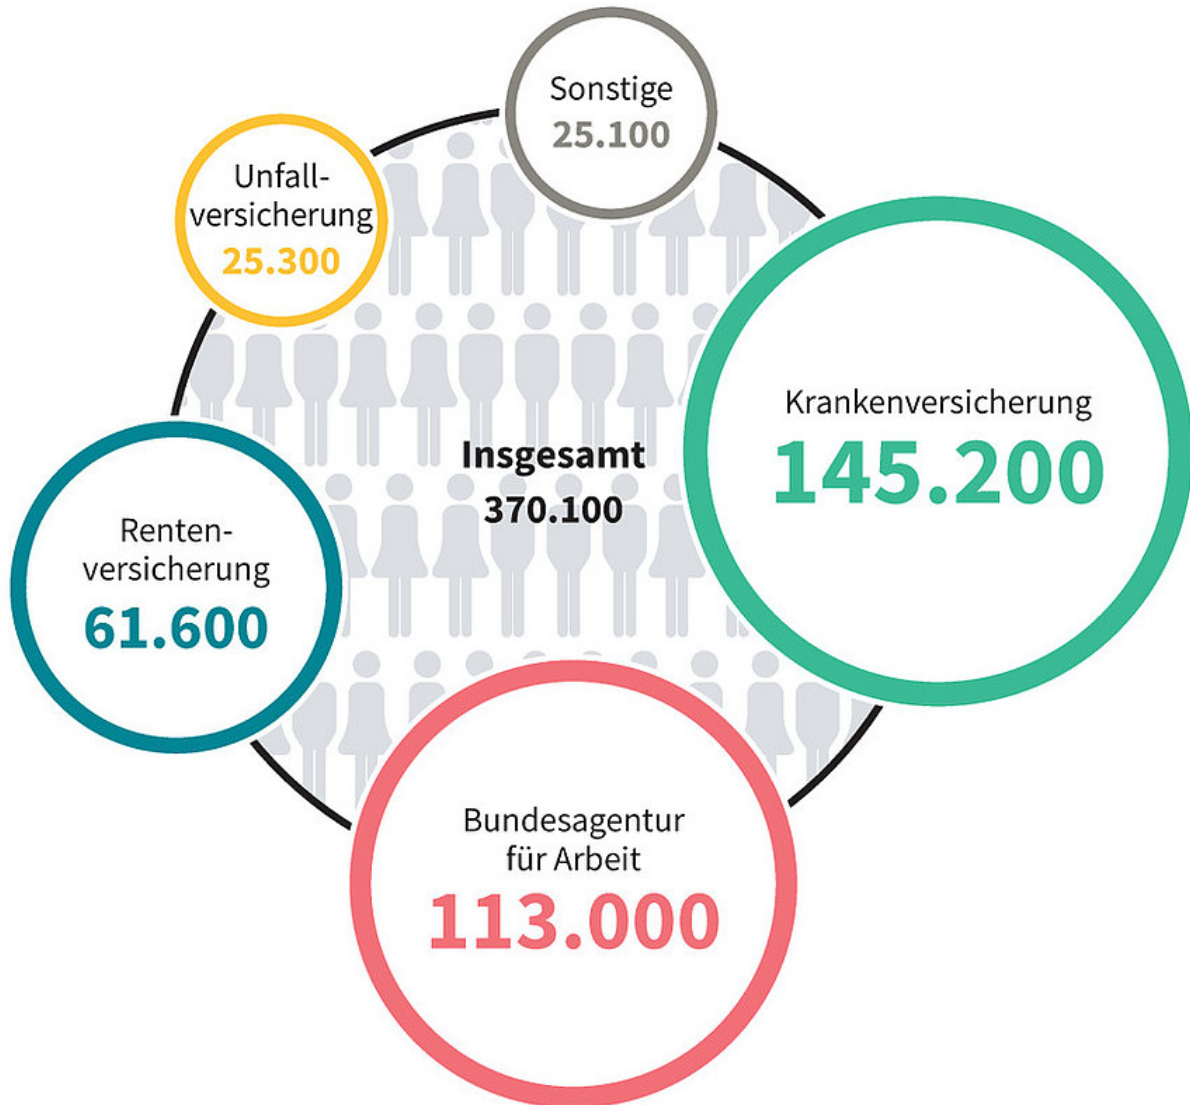 Sonstige
25.100
Unfall-
versicherung
25.300
Krankenversicherung
145.200
Insgesamt
370.100
Renten-
versicherung
61.600
Bundesagentur
für Arbeit
113.000